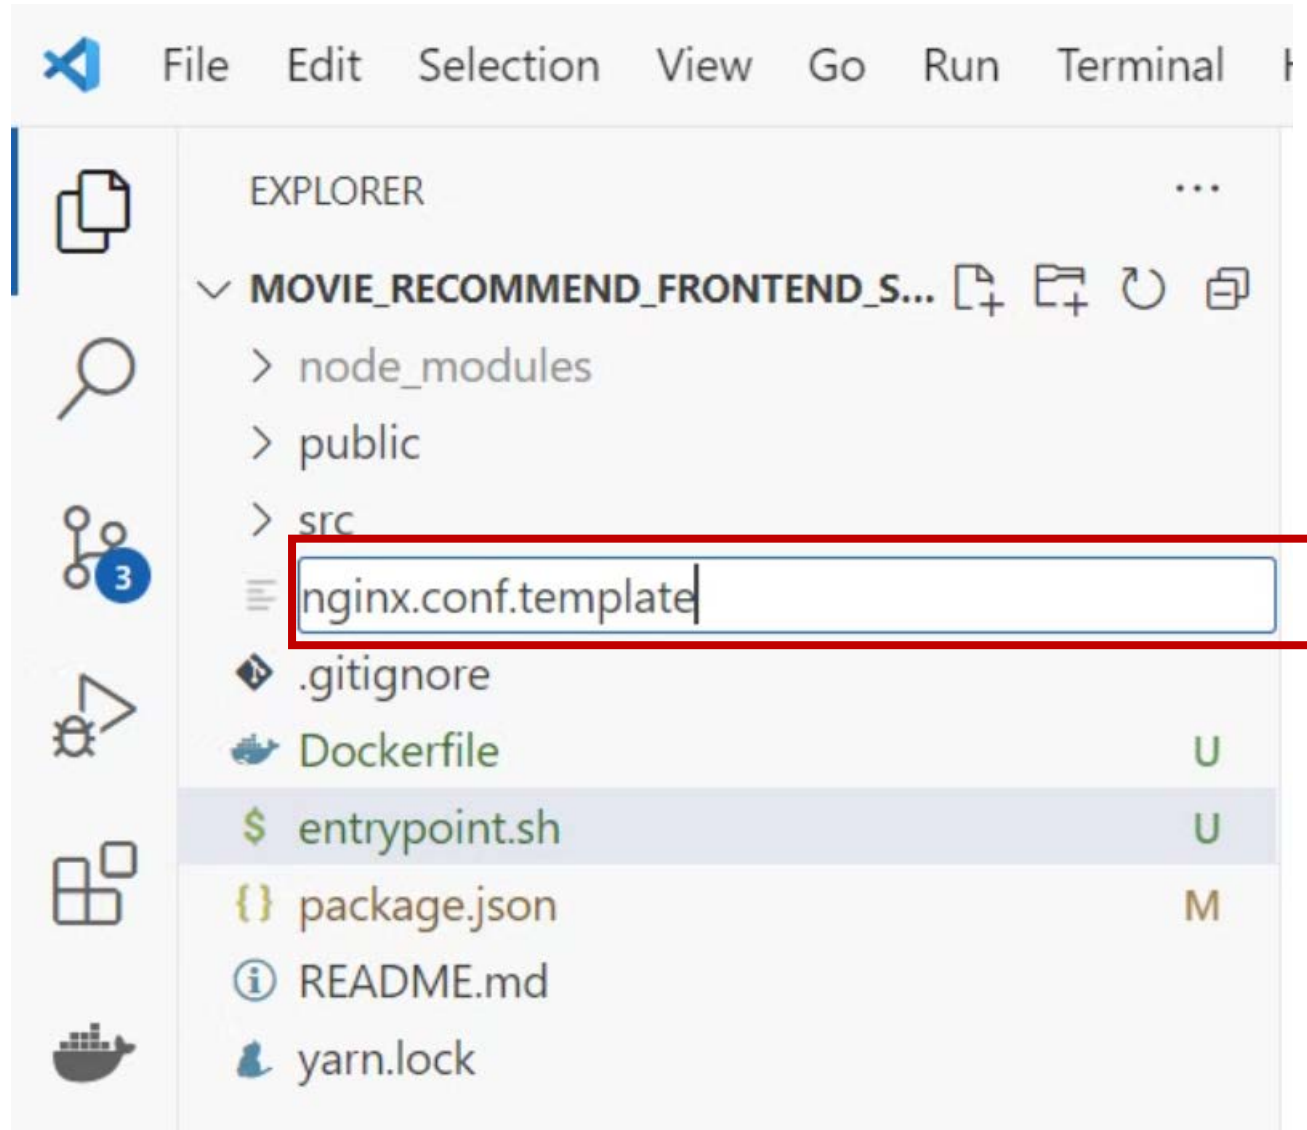 File Edit Selection View Go Run Terminal
EXPLORER
MOVIE_RECOMMEND_FRONTEND_S...
node_modules
public
src
3
nginx.conf.template
.gitignore
Dockerfile U
entrypoint.sh U
package.json M
README.md
yarn.lock